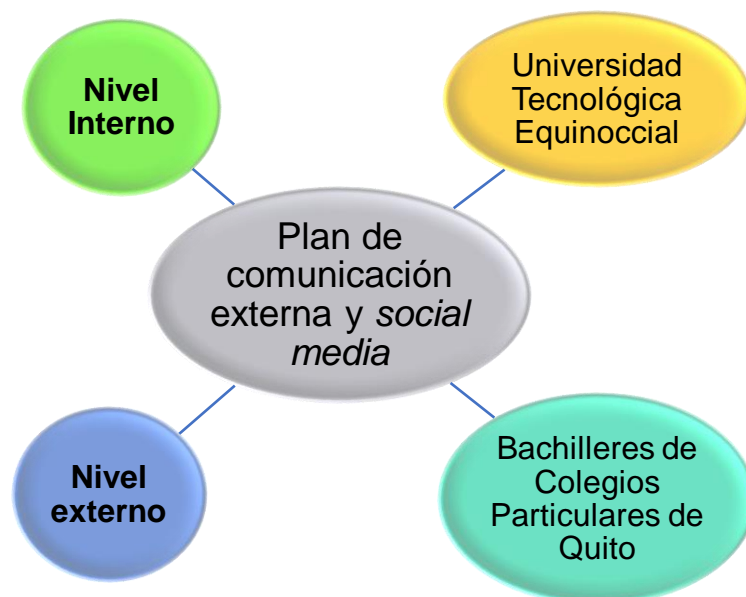 Nivel
Interno
Universidad
Tecnológica
Equinoccial
Plan de
comunicación
externa y social
media
Nivel
externo
Bachilleres de
Colegios
Particulares de
Quito